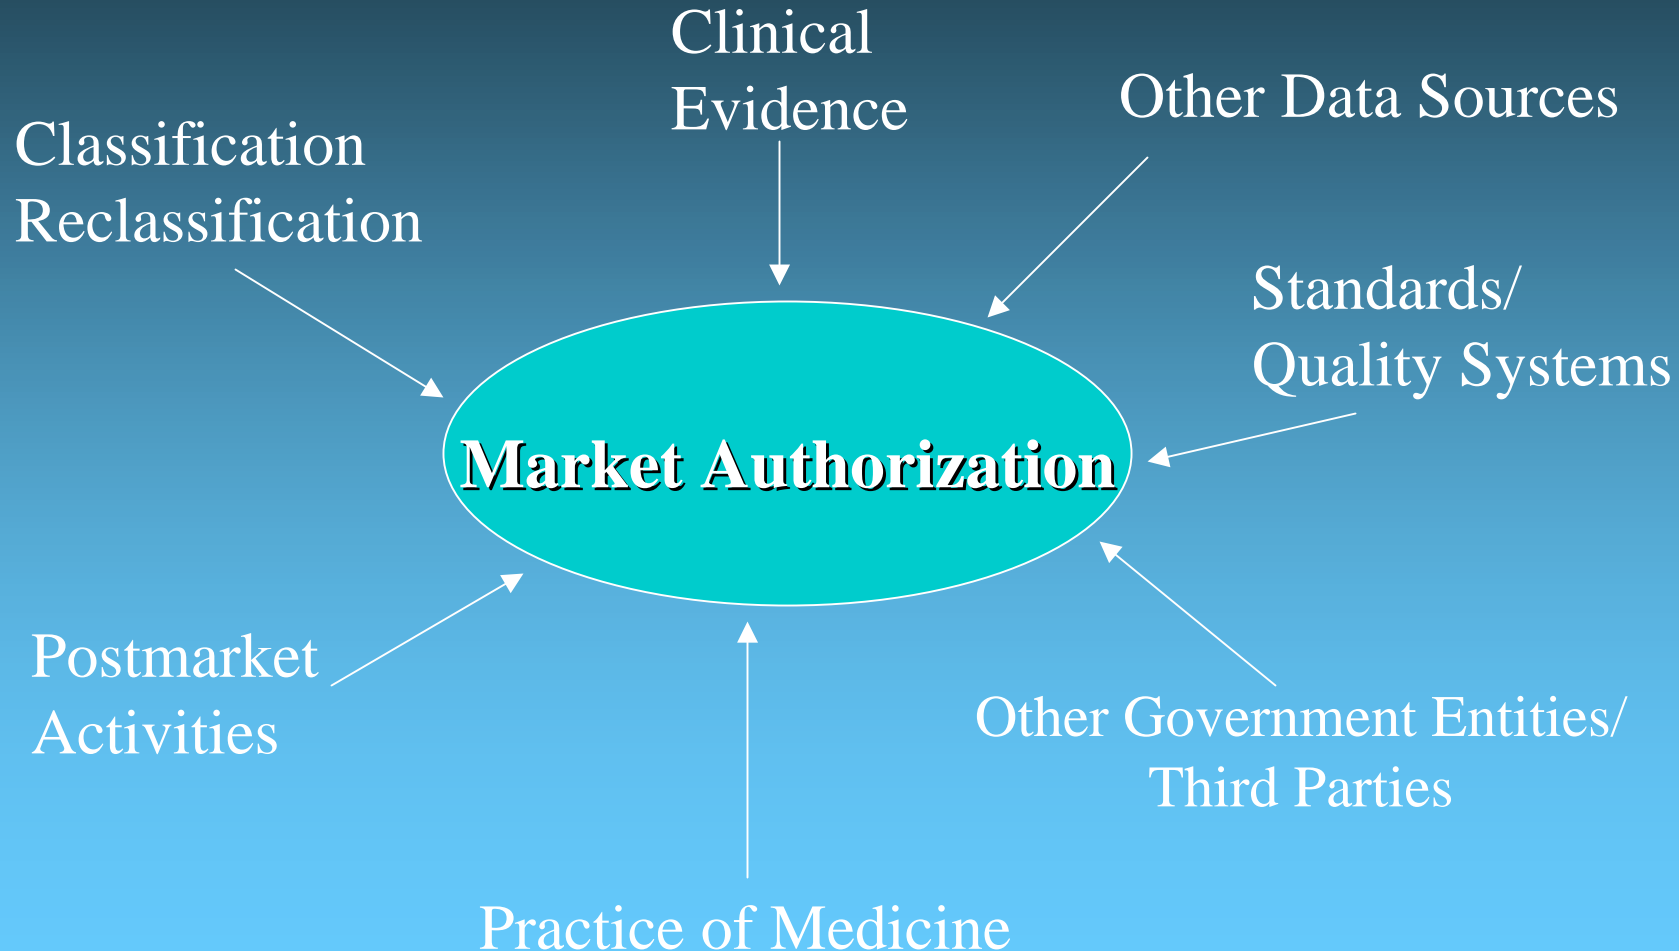 Clinical
Evidence
Other Data Sources
Classification
Reclassification
Standards/
Quality Systems
Market Authorization
Postmarket
Activities
Other Government Entities/
Third Parties
Practice of Medicine